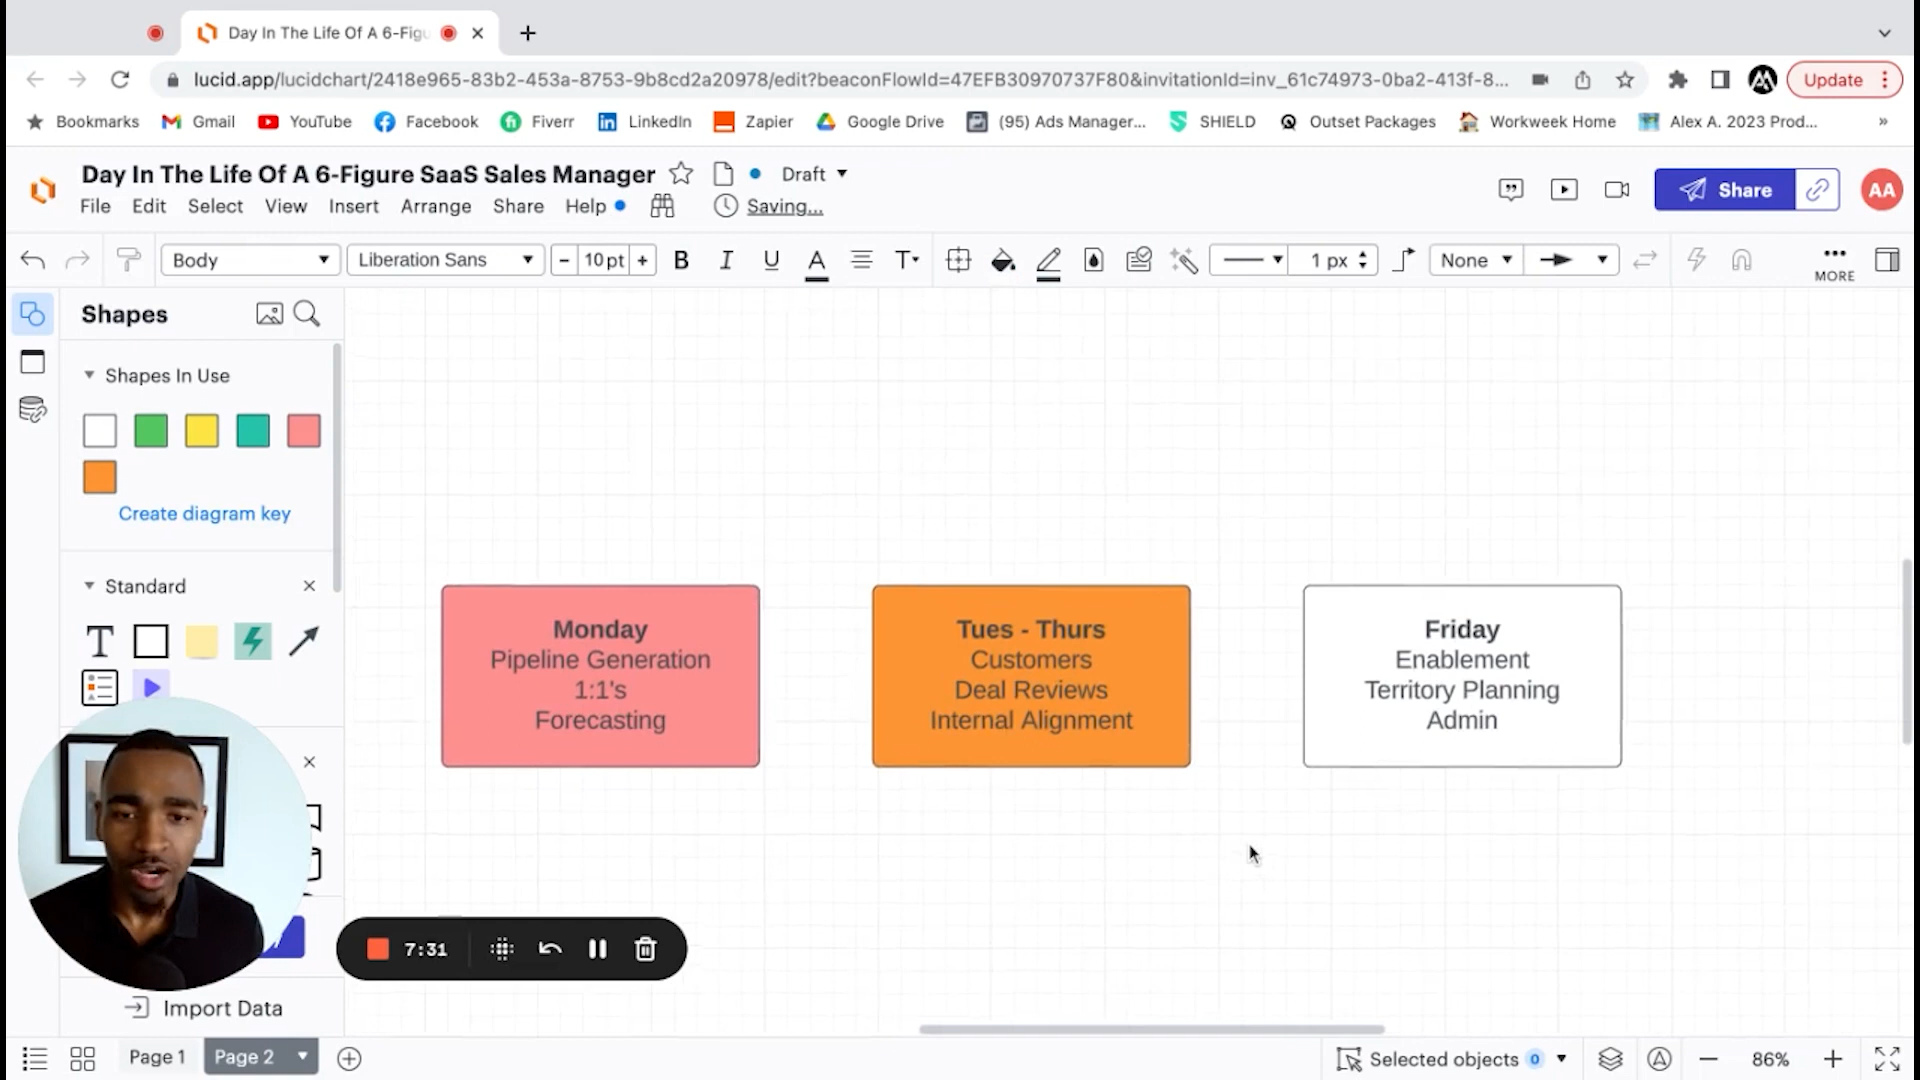 Day In The Life Of A 6-Figu
lucid.app/lucidchart/2418e965-83b2-453a-8753-9b8cd2a20978/edit?beaconFlowId=47EFB30970737F80&invitationId=inv_61c74973-0ba2-413f-8...
Update
Bookmarks Gmail YouTube Facebook Fiverr LinkedIn Zapier Google Drive (95) Ads Manager... SHIELD Outset Packages Workweek Home Alex A. 2023 Prod... »
Day In The Life Of A 6-Figure SaaS Sales Manager Draft
File Edit Select View Insert Arrange Share Help Saving...
Share
AA
Body Liberation Sans − 10 pt + B I U A T 1 px None
MORE
Shapes
Shapes In Use
Create diagram key
Standard
T
Monday
Pipeline Generation
1:1's
Forecasting
Tues - Thurs
Customers
Deal Reviews
Internal Alignment
Friday
Enablement
Territory Planning
Admin
7:31
Import Data
Page 1 Page 2 Selected objects 0 86%